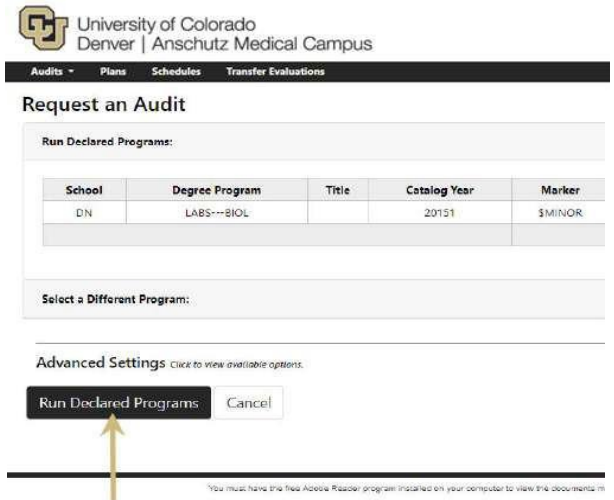 University of Colorado
Denver | Anschutz Medical Campus
Audits Plans Schedules Transfer Evaluations
Request an Audit
Run Declared Programs:
School Degree Program Title Catalog Year Marker
DN LABS---BIOL 20151 $MINOR
Select a Different Program:
Advanced Settings Click to view available options.
Run Declared Programs Cancel
You must have the free Adobe Reader program installed on your computer to view the documents